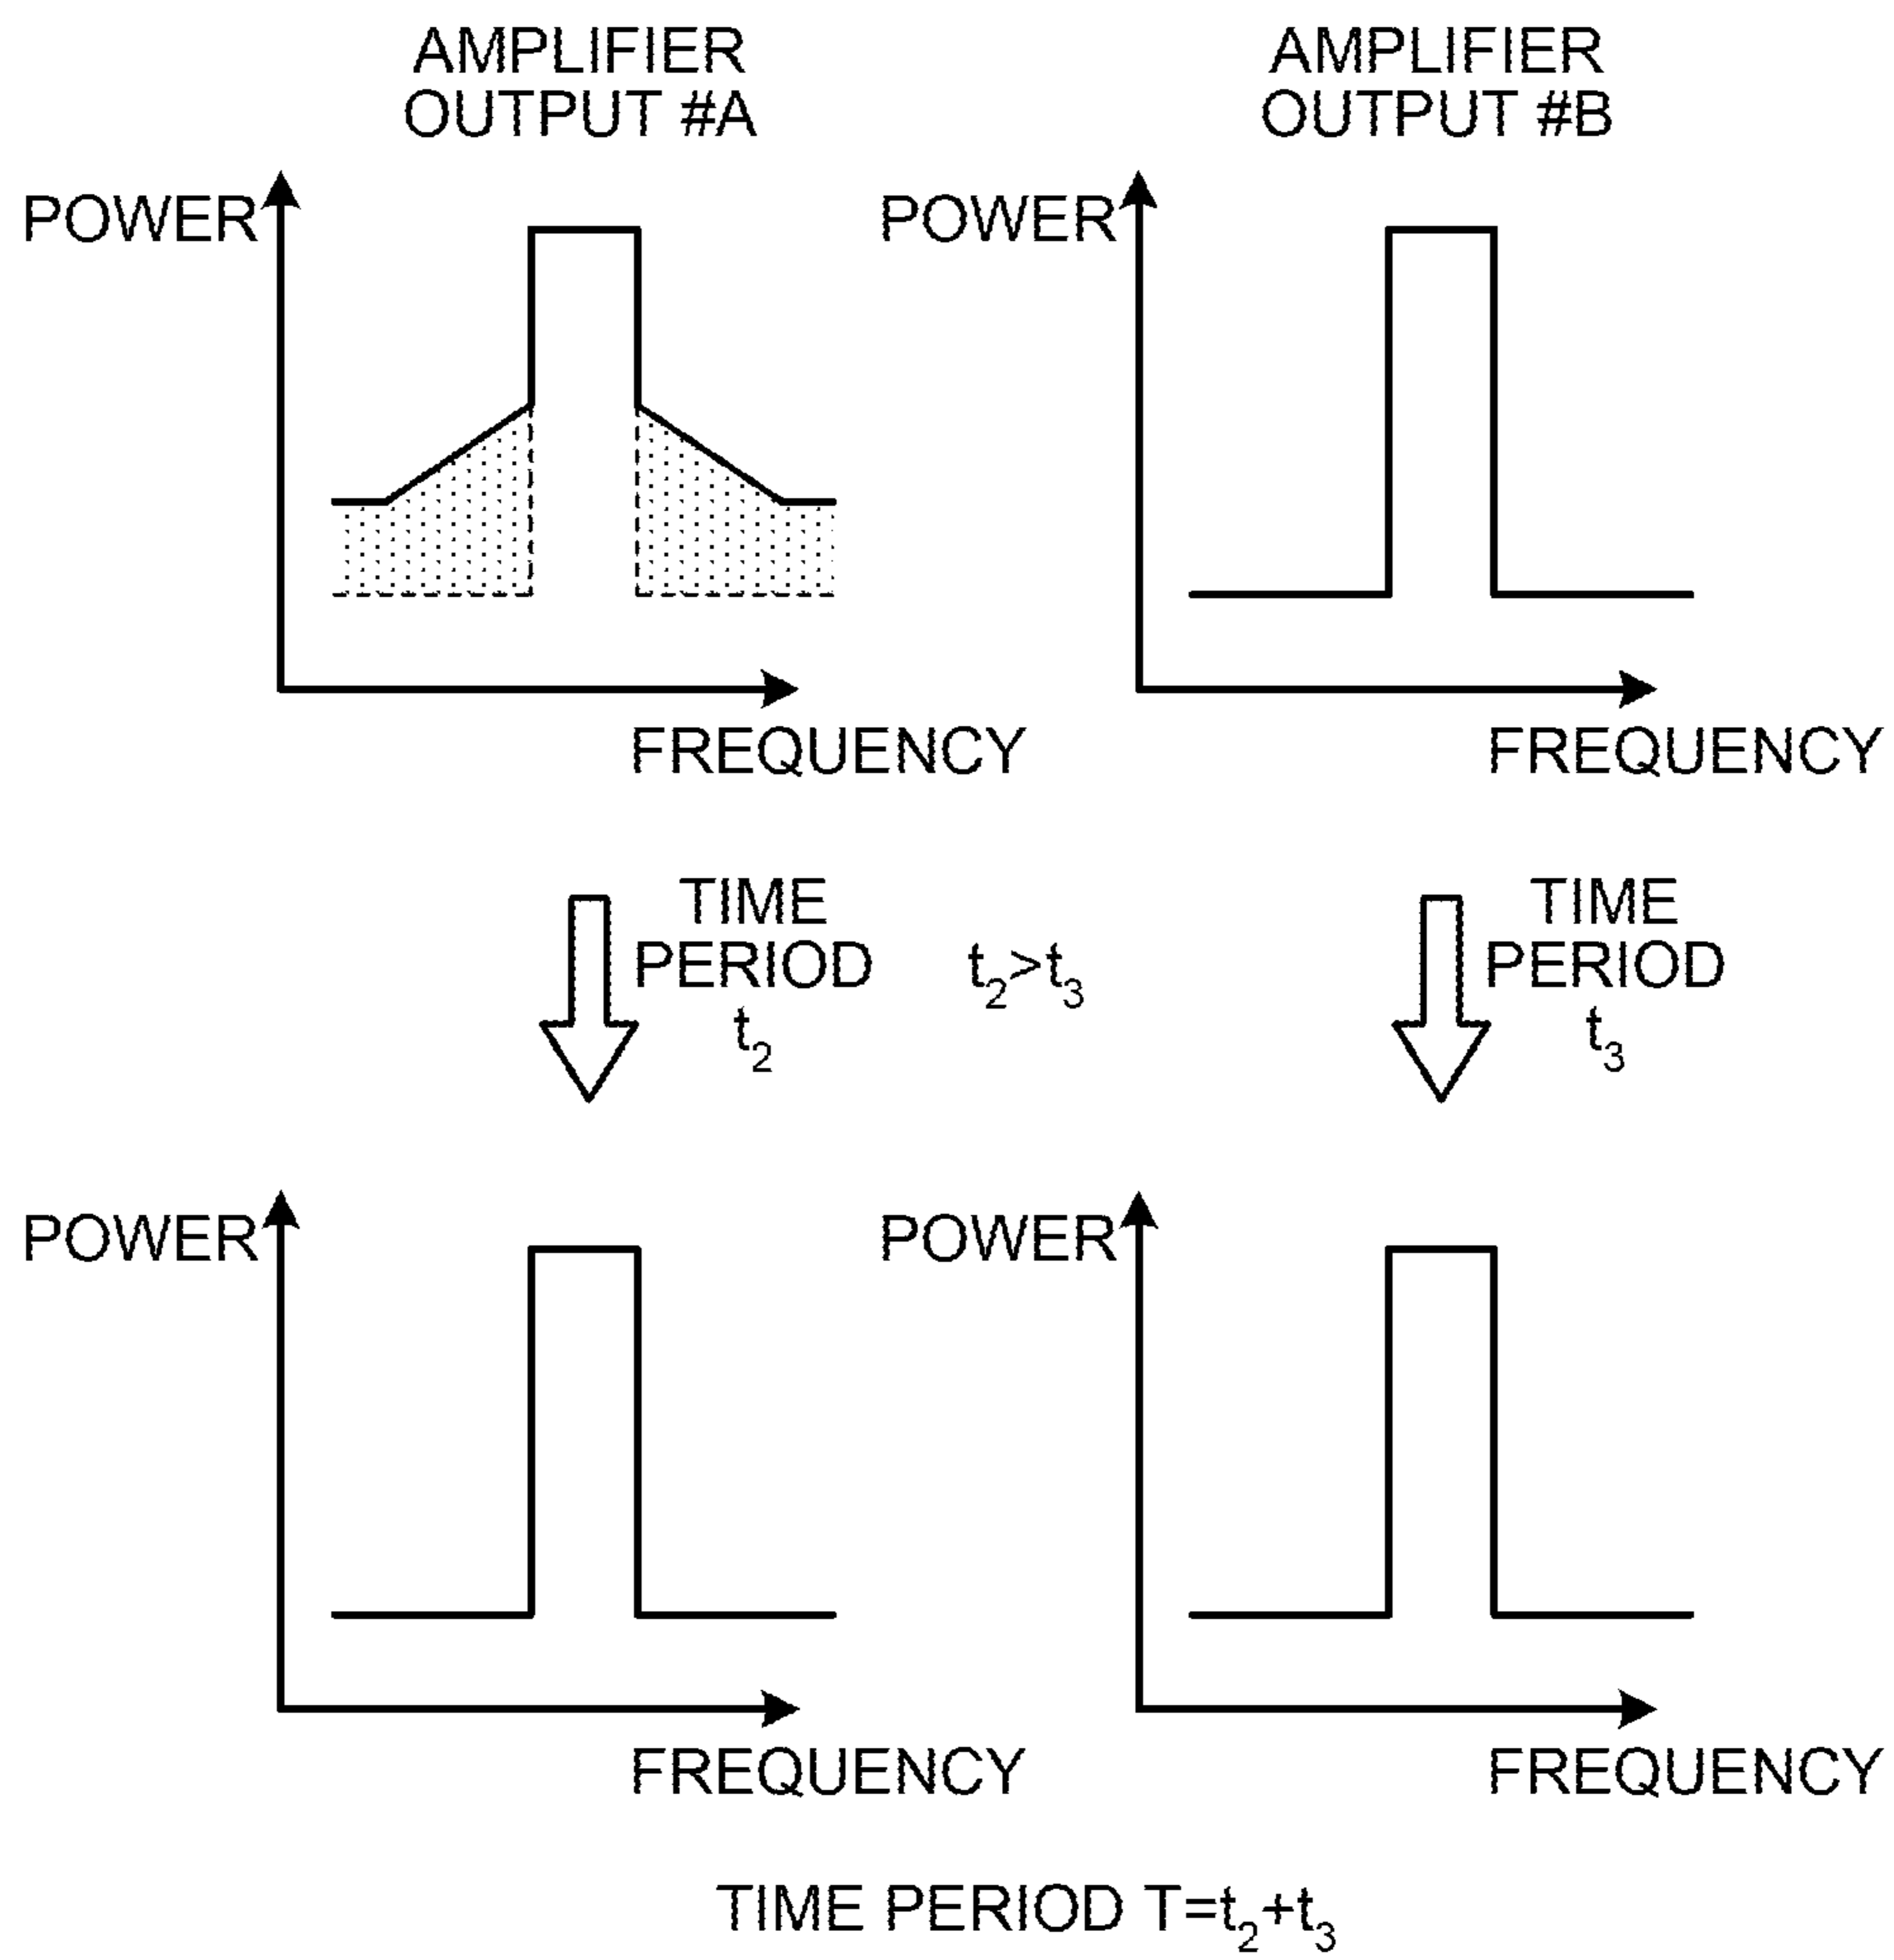 AMPLIFIER
OUTPUT #A
AMPLIFIER
OUTPUT #B
POWER
POWER
FREQUENCY
FREQUENCY
TIME
PERIOD
t₂
t₂>t₃
TIME
PERIOD
t₃
POWER
POWER
FREQUENCY
FREQUENCY
TIME PERIOD T=t₂+t₃